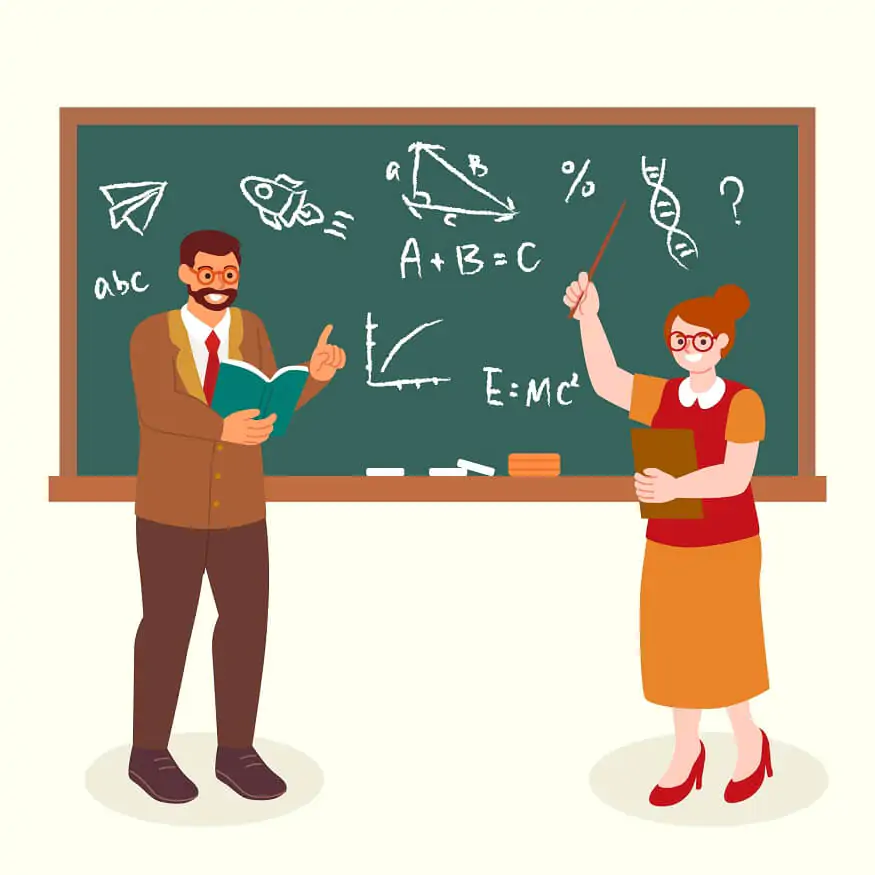 a
B
c
%
?
A + B = C
abc
E = MC²